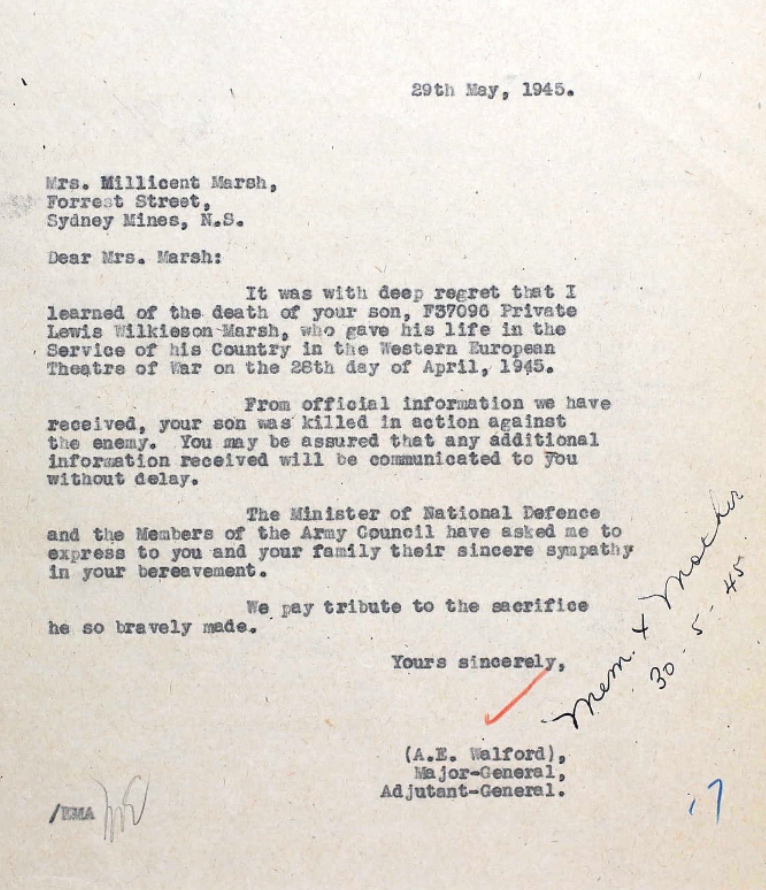 29th May, 1945.
Mrs. Millicent Marsh,
Forrest Street,
Sydney Mines, N.S.
Dear Mrs. Marsh:
It was with deep regret that I
learned of the death of your son, F37096 Private
Lewis Wilkieson Marsh, who gave his life in the
Service of his Country in the Western European
Theatre of War on the 28th day of April, 1945.
From official information we have
received, your son was killed in action against
the enemy. You may be assured that any additional
information received will be communicated to you
without delay.
The Minister of National Defence
and the Members of the Army Council have asked me to
express to you and your family their sincere sympathy
in your bereavement.
We pay tribute to the sacrifice
he so bravely made.
Yours sincerely,
Mem. X Mother
30-5-45
(A.E. Walford),
Major-General,
Adjutant-General.
/EMA
17